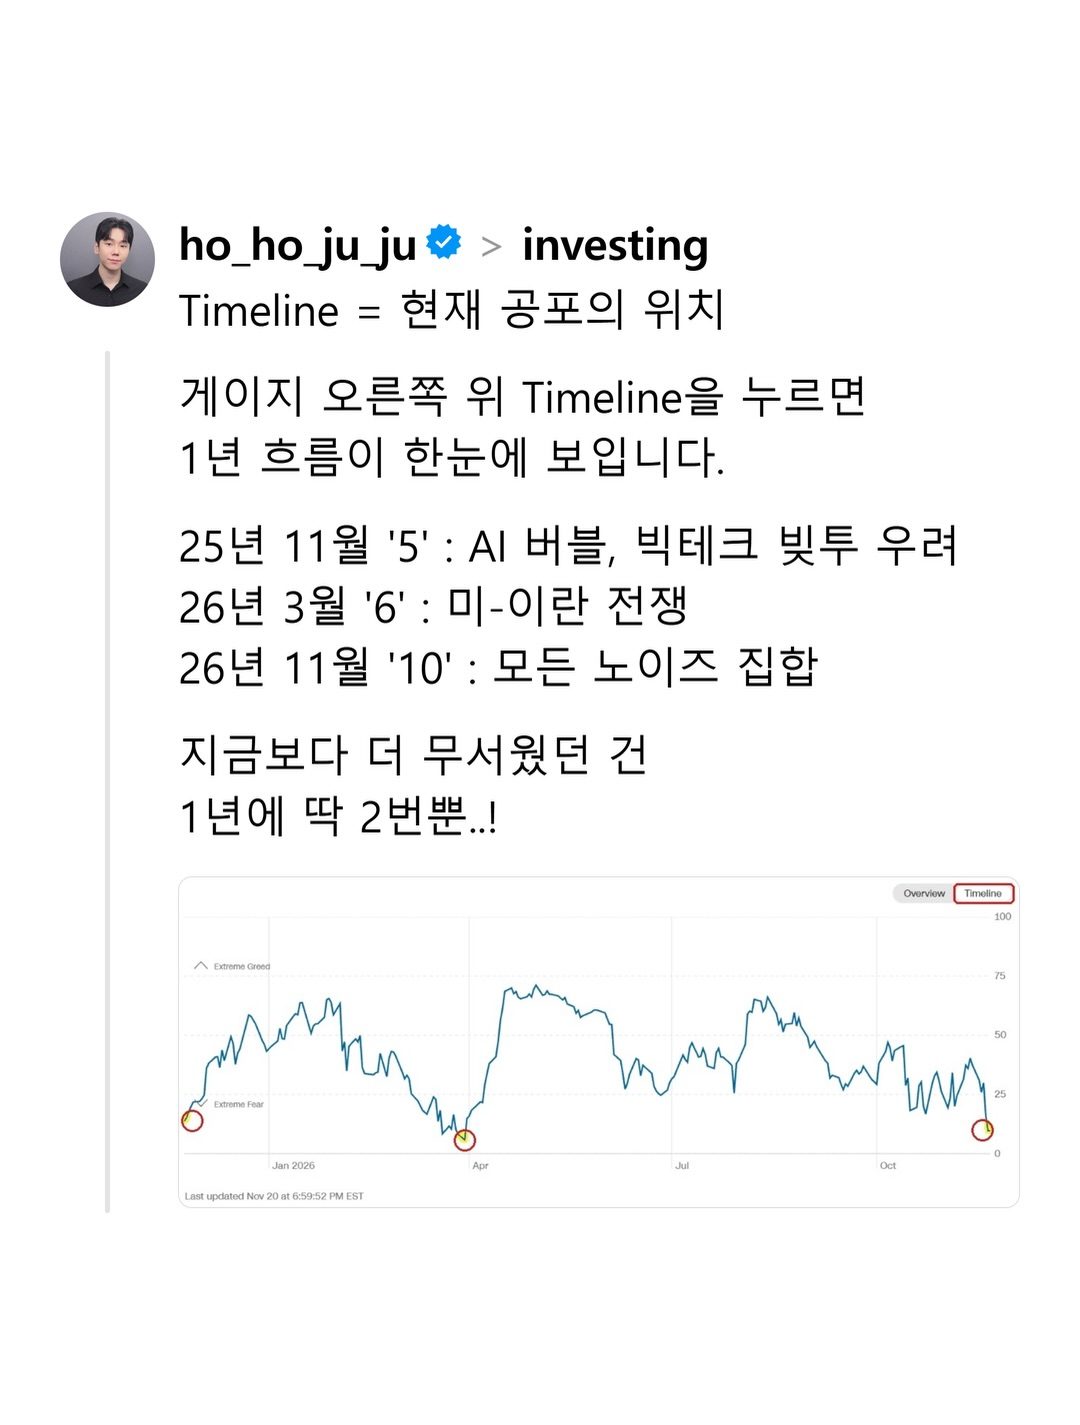 ho_ho_ju_ju > investing
Timeline = 현재 공포의 위치
게이지 오른쪽 위 Timeline을 누르면
1년 흐름이 한눈에 보입니다.
25년 11월 '5' : AI 버블, 빅테크 빚투 우려
26년 3월 '6' : 미-이란 전쟁
26년 11월 '10' : 모든 노이즈 집합
지금보다 더 무서웠던 건
1년에 딱 2번뿐..!
Overview Timeline
100
Extreme Greed
75
50
25
Extreme Fear
0
Jan 2026 Apr Jul Oct
Last updated Nov 20 at 6:59:52 PM EST